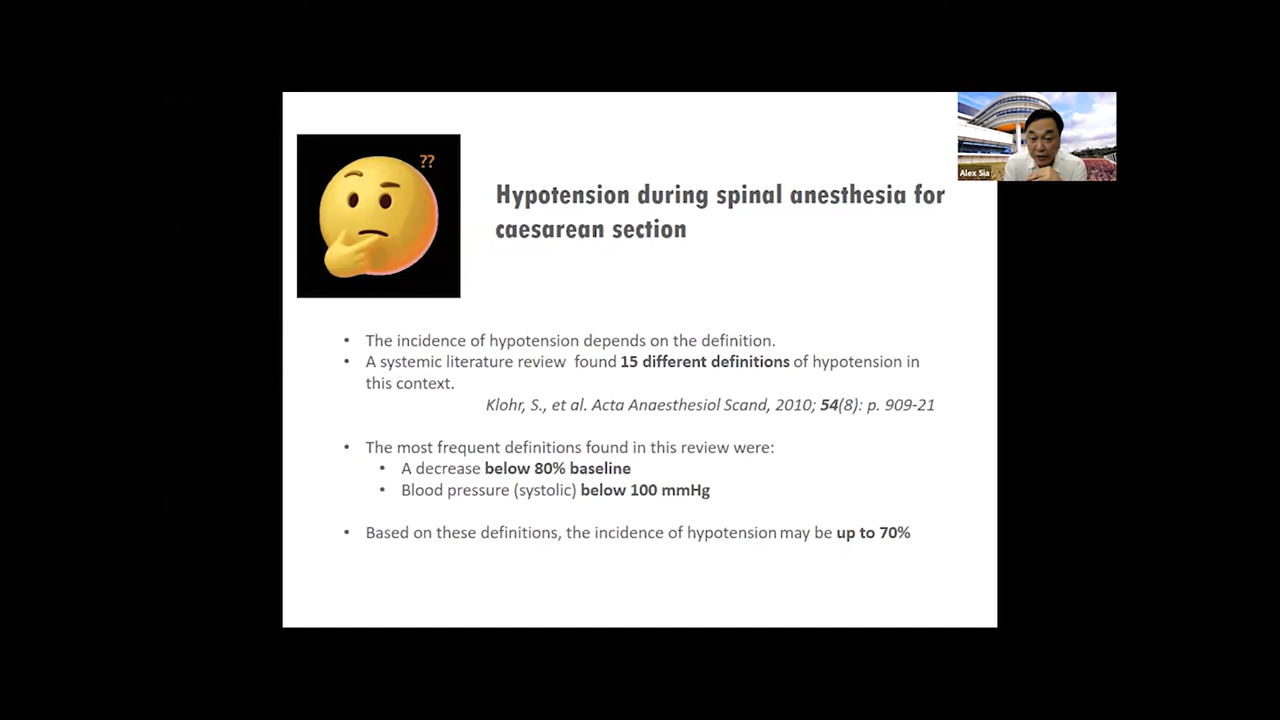 ??
Alex Sia
Hypotension during spinal anesthesia for
caesarean section
• The incidence of hypotension depends on the definition.
• A systemic literature review found 15 different definitions of hypotension in
this context.
Klohr, S., et al. Acta Anaesthesiol Scand, 2010; 54(8): p. 909-21
• The most frequent definitions found in this review were:
• A decrease below 80% baseline
• Blood pressure (systolic) below 100 mmHg
• Based on these definitions, the incidence of hypotension may be up to 70%